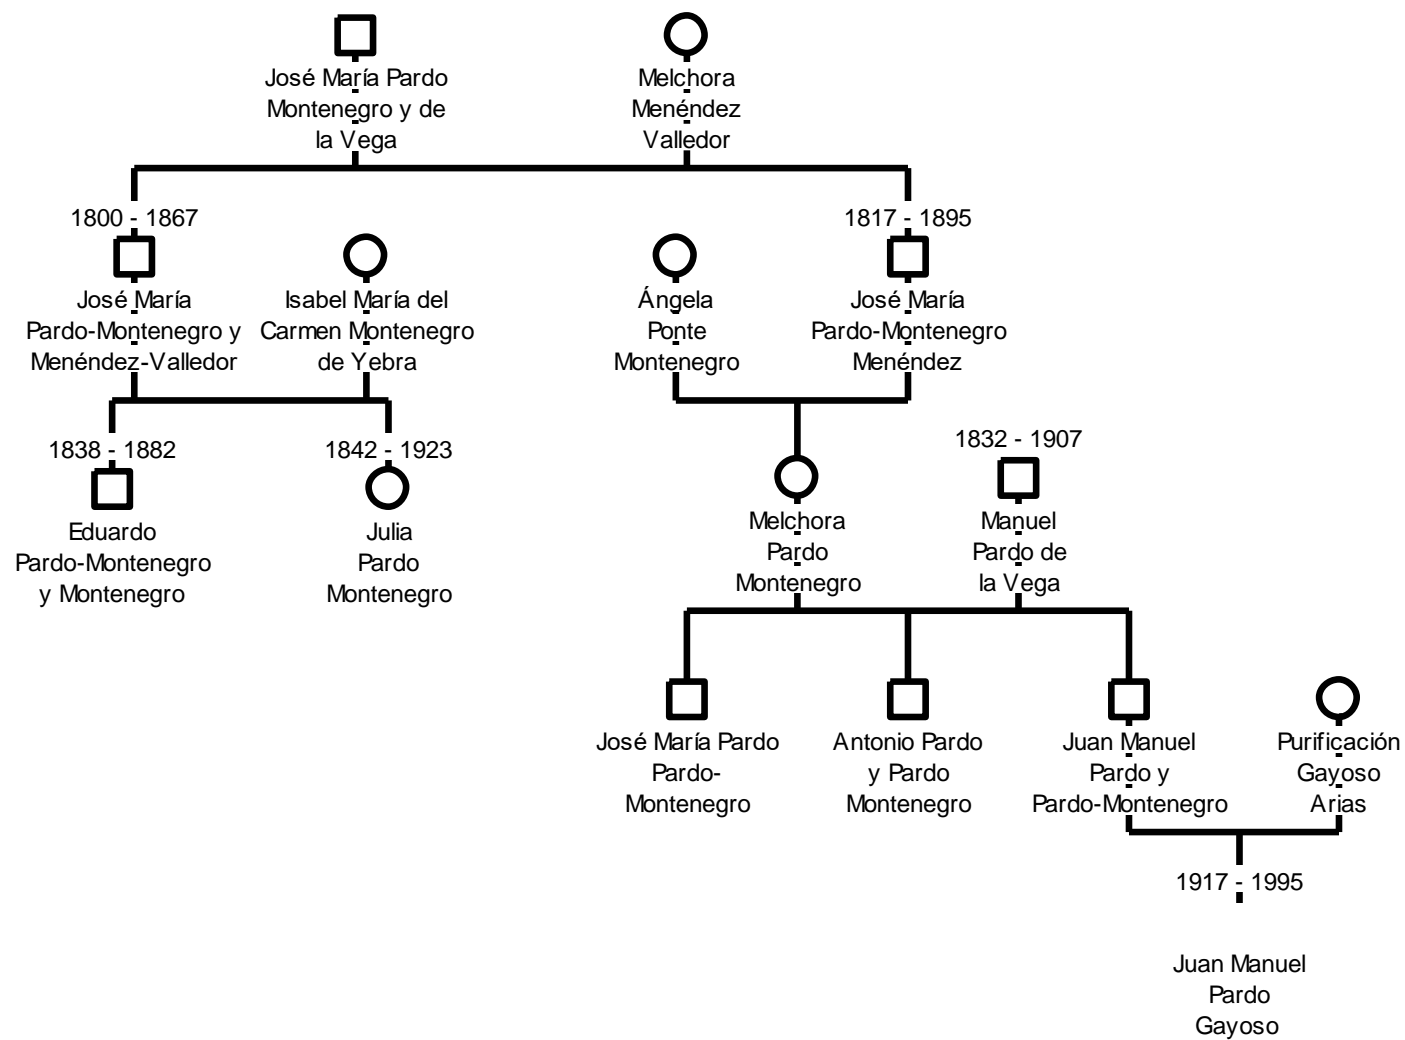 José María Pardo
Montenegro y de
la Vega
Melchora
Menéndez
Valledor
1800 - 1867
José María
Pardo-Montenegro y
Menéndez-Valledor
Isabel María del
Carmen Montenegro
de Yebra
Ángela
Ponte
Montenegro
1817 - 1895
José María
Pardo-Montenegro
Menéndez
1838 - 1882
Eduardo
Pardo-Montenegro
y Montenegro
1842 - 1923
Julia
Pardo
Montenegro
Melchora
Pardo
Montenegro
1832 - 1907
Manuel
Pardo de
la Vega
José María Pardo
Pardo-
Montenegro
Antonio Pardo
y Pardo
Montenegro
Juan Manuel
Pardo y
Pardo-Montenegro
Purificación
Gayoso
Arias
1917 - 1995
Juan Manuel
Pardo
Gayoso